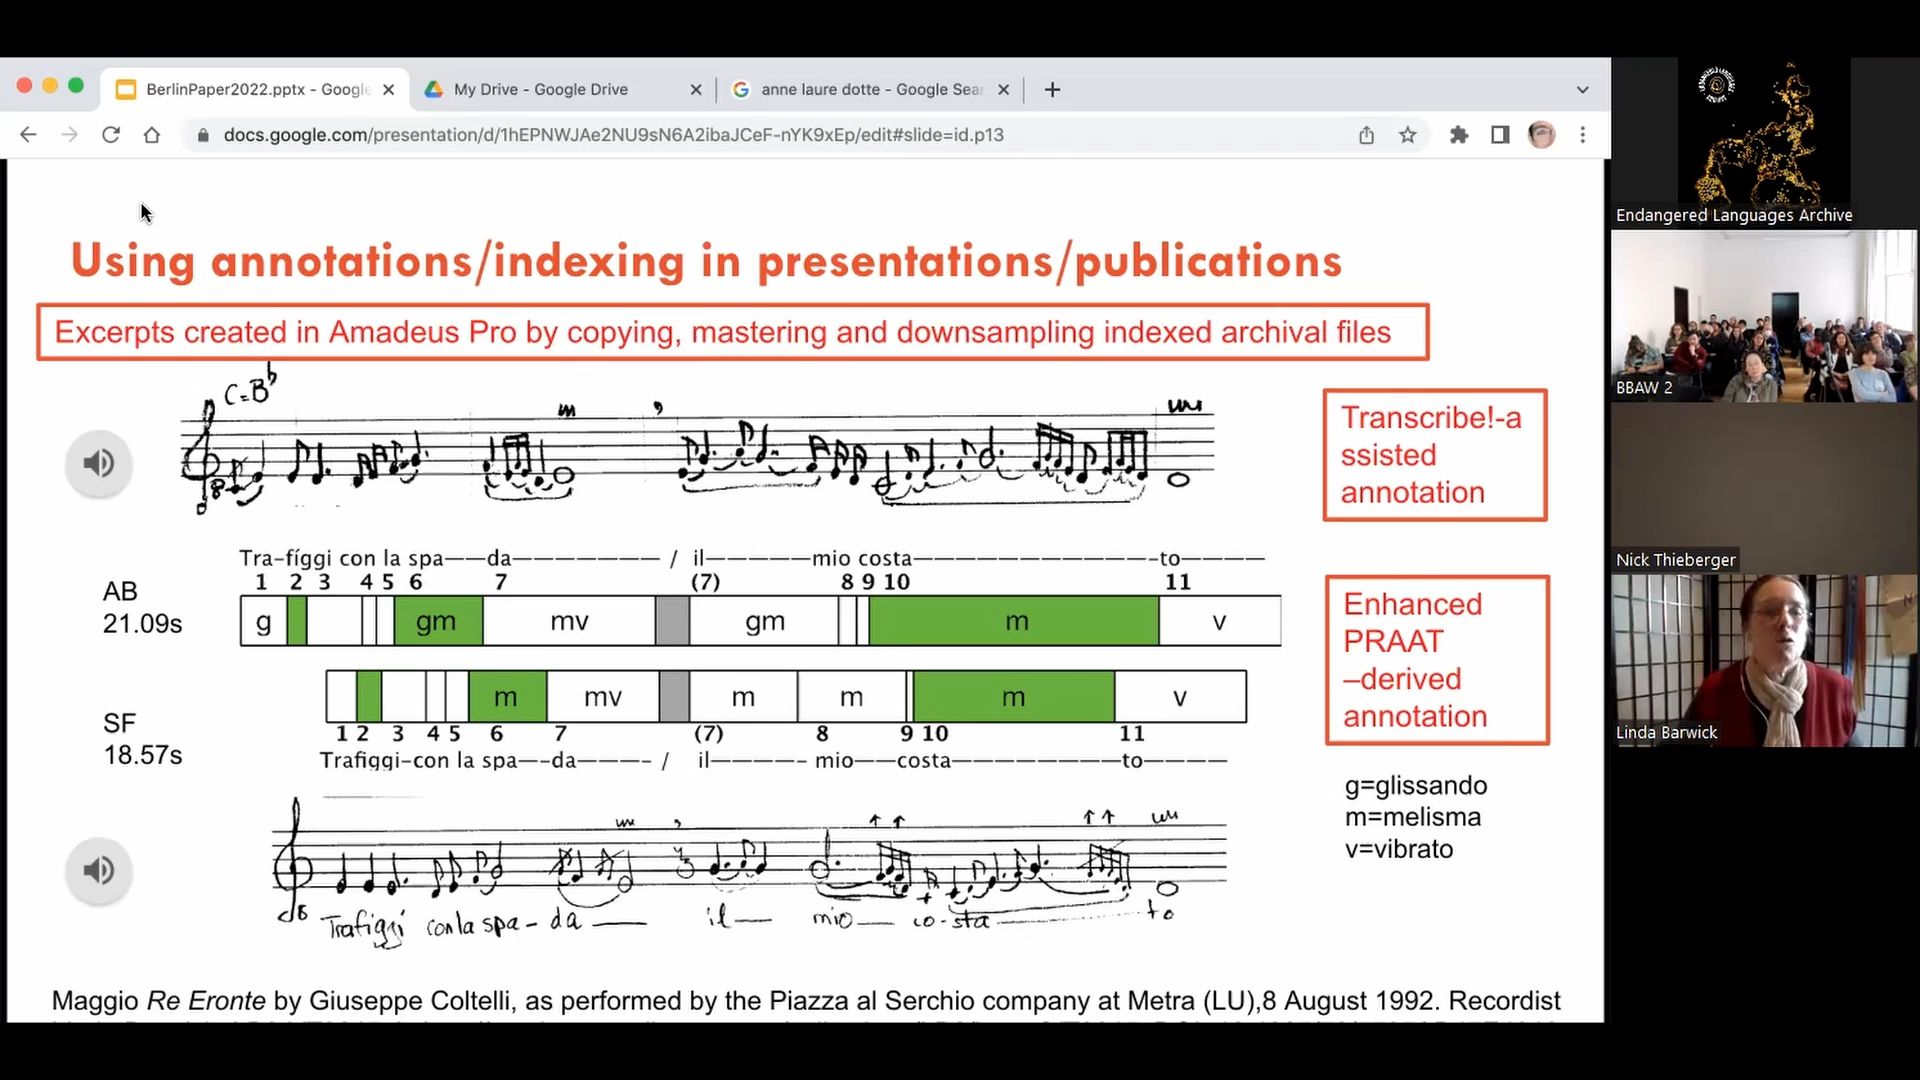 BerlinPaper2022.pptx - Google
My Drive - Google Drive
anne laure dotte - Google Sear
docs.google.com/presentation/d/1hEPNWJAe2NU9sN6A2ibaJCeF-nYK9xEp/edit#slide=id.p13
Using annotations/indexing in presentations/publications
Excerpts created in Amadeus Pro by copying, mastering and downsampling indexed archival files
C=B♭
Transcribe!-a
ssisted
annotation
Tra-fíggi con la spa——da—————————— / il——————mio costa——————————————-to————
1 2 3 4 5 6 7 (7) 8 9 10 11
AB
21.09s
g gm mv gm m v
Enhanced
PRAAT
–derived
annotation
m mv m m m v
SF
18.57s
1 2 3 4 5 6 7 (7) 8 9 10 11
Trafiggi-con la spa--da————- / il————- mio——costa——————————to————
g=glissando
m=melisma
v=vibrato
Trafiggi con la spa - da —— il — mio — co-sta to
Maggio Re Eronte by Giuseppe Coltelli, as performed by the Piazza al Serchio company at Metra (LU),8 August 1992. Recordist
Endangered Languages Archive
BBAW 2
Nick Thieberger
Linda Barwick